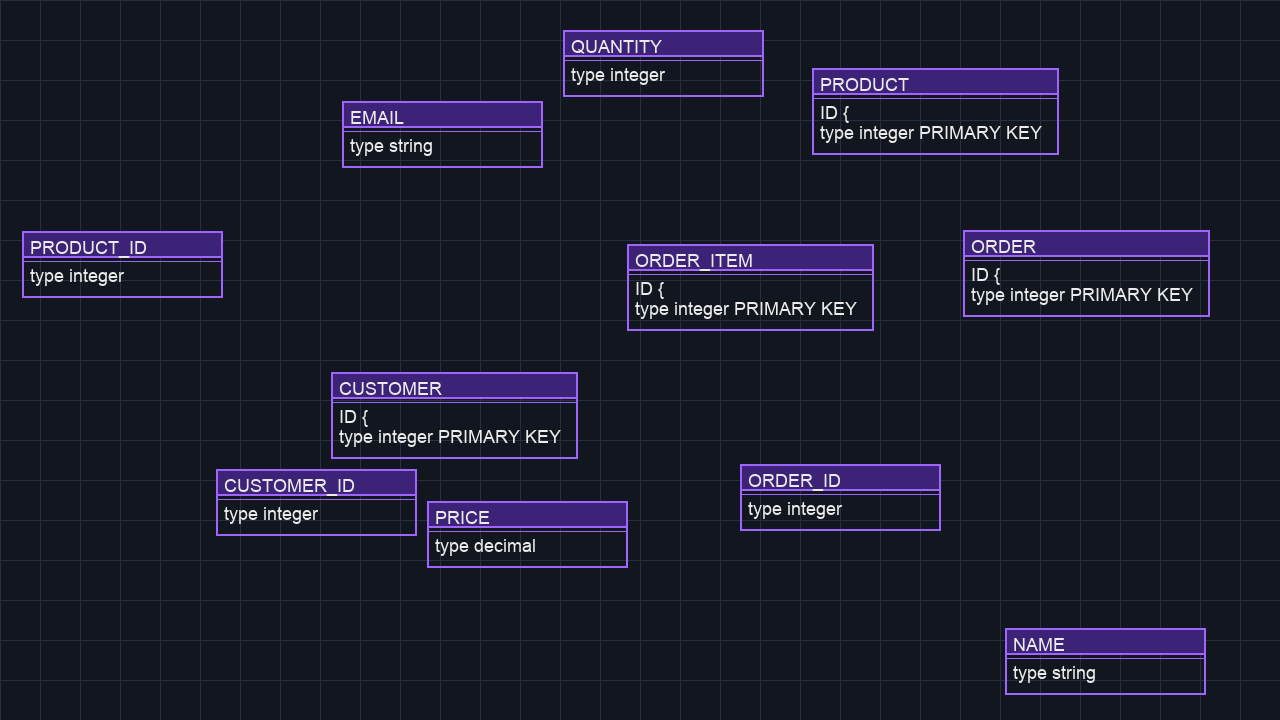 QUANTITY
type integer
PRODUCT
ID {
type integer PRIMARY KEY
EMAIL
type string
PRODUCT_ID
type integer
ORDER_ITEM
ID {
type integer PRIMARY KEY
ORDER
ID {
type integer PRIMARY KEY
CUSTOMER
ID {
type integer PRIMARY KEY
CUSTOMER_ID
type integer
PRICE
type decimal
ORDER_ID
type integer
NAME
type string